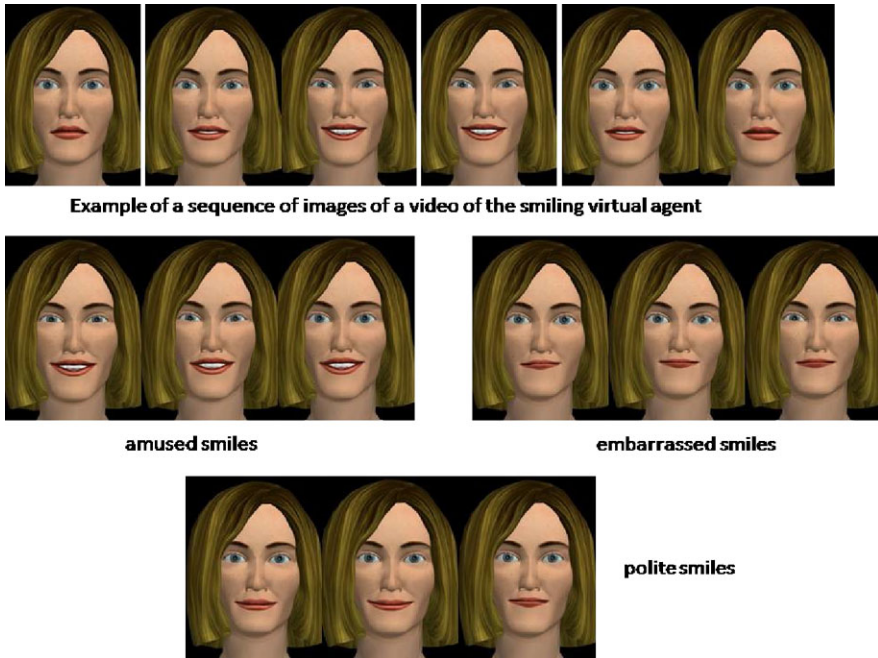 Example of a sequence of images of a video of the smiling virtual agent
amused smiles
embarrassed smiles
polite smiles